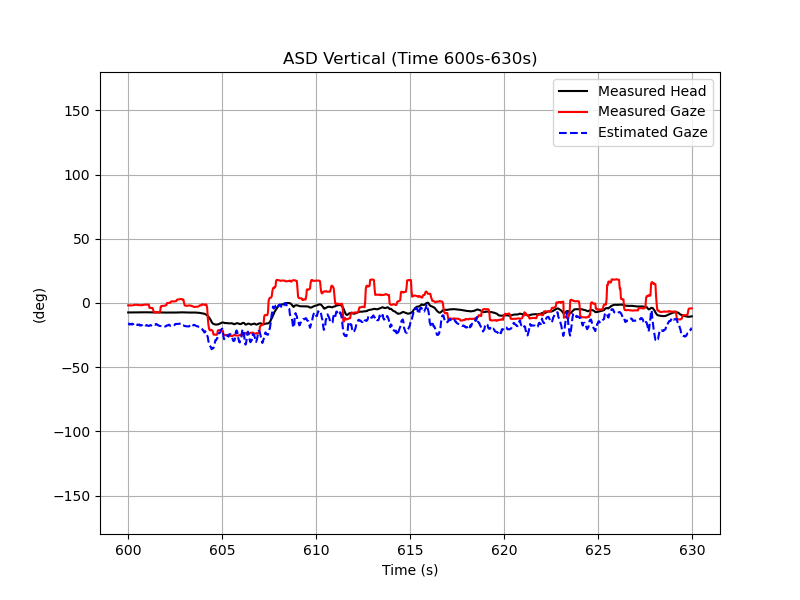 ASD Vertical (Time 600s-630s)
Measured Head
Measured Gaze
Estimated Gaze
150
100
50
0
−50
−100
−150
(deg)
600 605 610 615 620 625 630
Time (s)